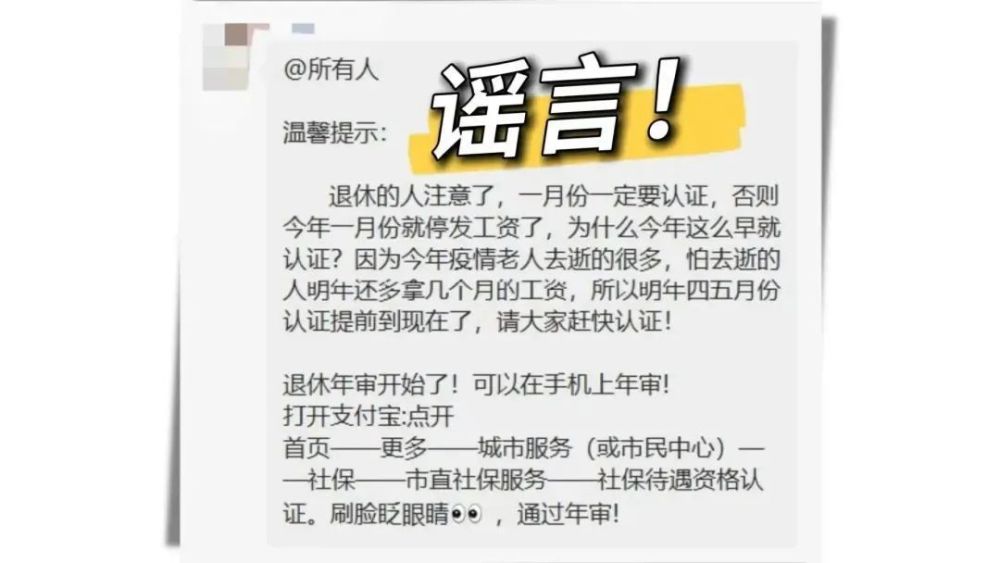 @所有人
谣言!
温馨提示:
退休的人注意了，一月份一定要认证，否则
今年一月份就停发工资了，为什么今年这么早就
认证？因为今年疫情老人去逝的很多，怕去逝的
人明年还多拿几个月的工资，所以明年四五月份
认证提前到现在了，请大家赶快认证！
退休年审开始了！可以在手机上年审!
打开支付宝:点开
首页——更多——城市服务（或市民中心）—
—社保——市直社保服务——社保待遇资格认
证。刷脸眨眼睛👀，通过年审!